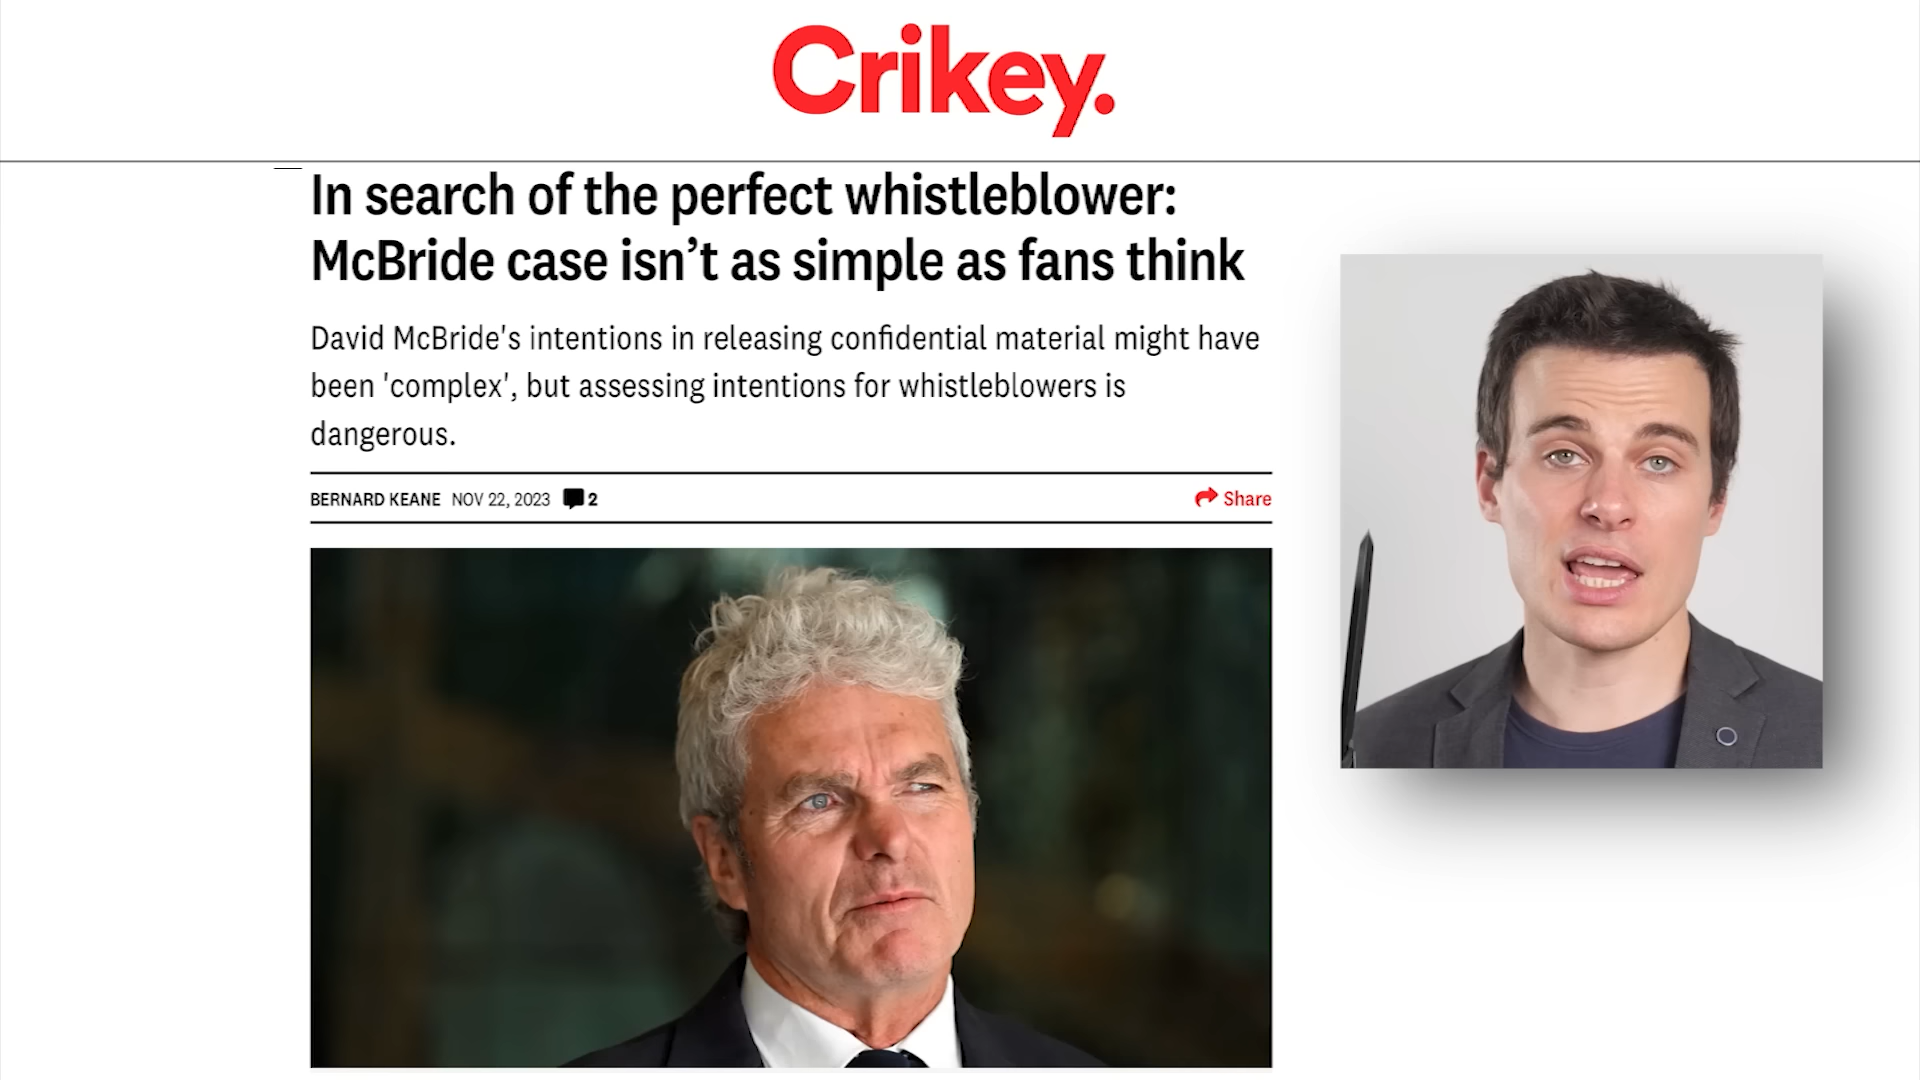 Crikey.
In search of the perfect whistleblower:
McBride case isn’t as simple as fans think
David McBride's intentions in releasing confidential material might have
been 'complex', but assessing intentions for whistleblowers is
dangerous.
BERNARD KEANE NOV 22, 2023 2 Share